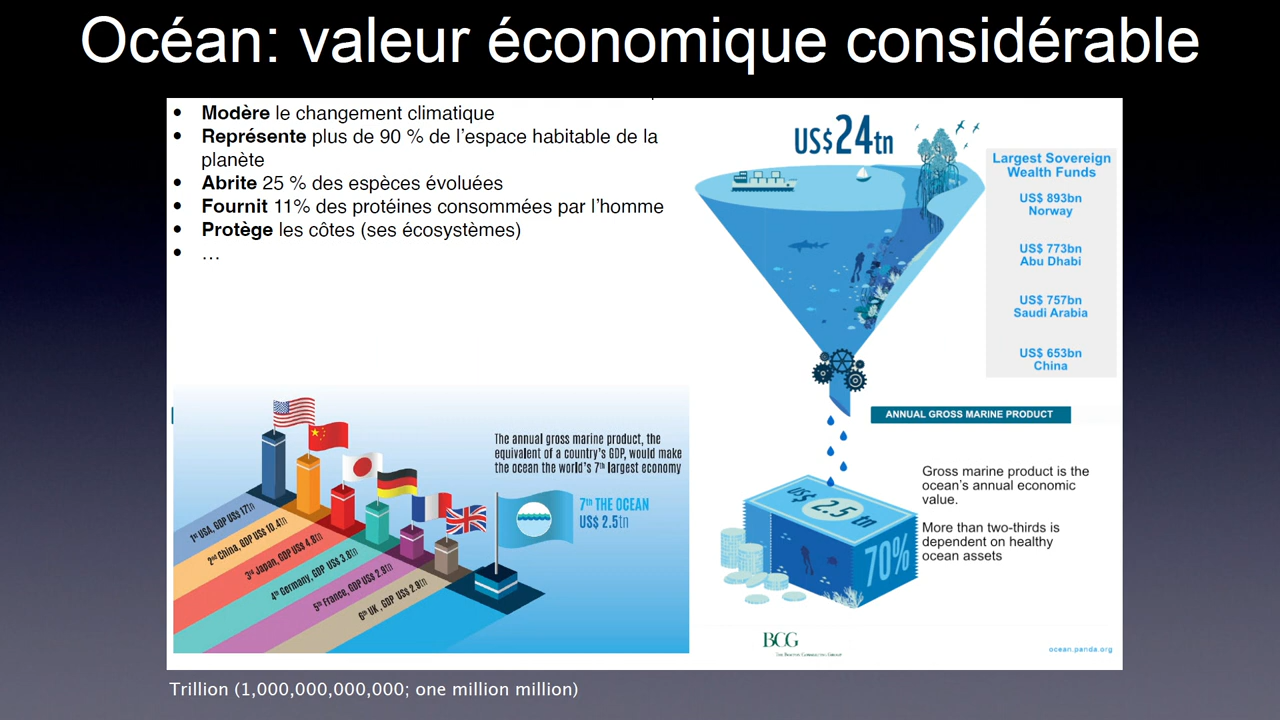 Océan: valeur économique considérable
• Modère le changement climatique
• Représente plus de 90 % de l’espace habitable de la
planète
• Abrite 25 % des espèces évoluées
• Fournit 11% des protéines consommées par l’homme
• Protège les côtes (ses écosystèmes)
• …
The annual gross marine product, the
equivalent of a country's GDP, would make
the ocean the world's 7th largest economy
7th THE OCEAN
US$ 2.5tn
1st USA, GDP US$ 17tn
2nd China, GDP US$ 10.4tn
3rd Japan, GDP US$ 4.8tn
4th Germany, GDP US$ 3.8tn
5th France, GDP US$ 2.8tn
6th UK, GDP US$ 2.8tn
US$24tn
Largest Sovereign
Wealth Funds
US$ 893bn
Norway
US$ 773bn
Abu Dhabi
US$ 757bn
Saudi Arabia
US$ 653bn
China
ANNUAL GROSS MARINE PRODUCT
US$ 2.5 tn
70%
Gross marine product is the
ocean's annual economic
value.
More than two-thirds is
dependent on healthy
ocean assets
BCG
The Boston Consulting Group
ocean.panda.org
Trillion (1,000,000,000,000; one million million)